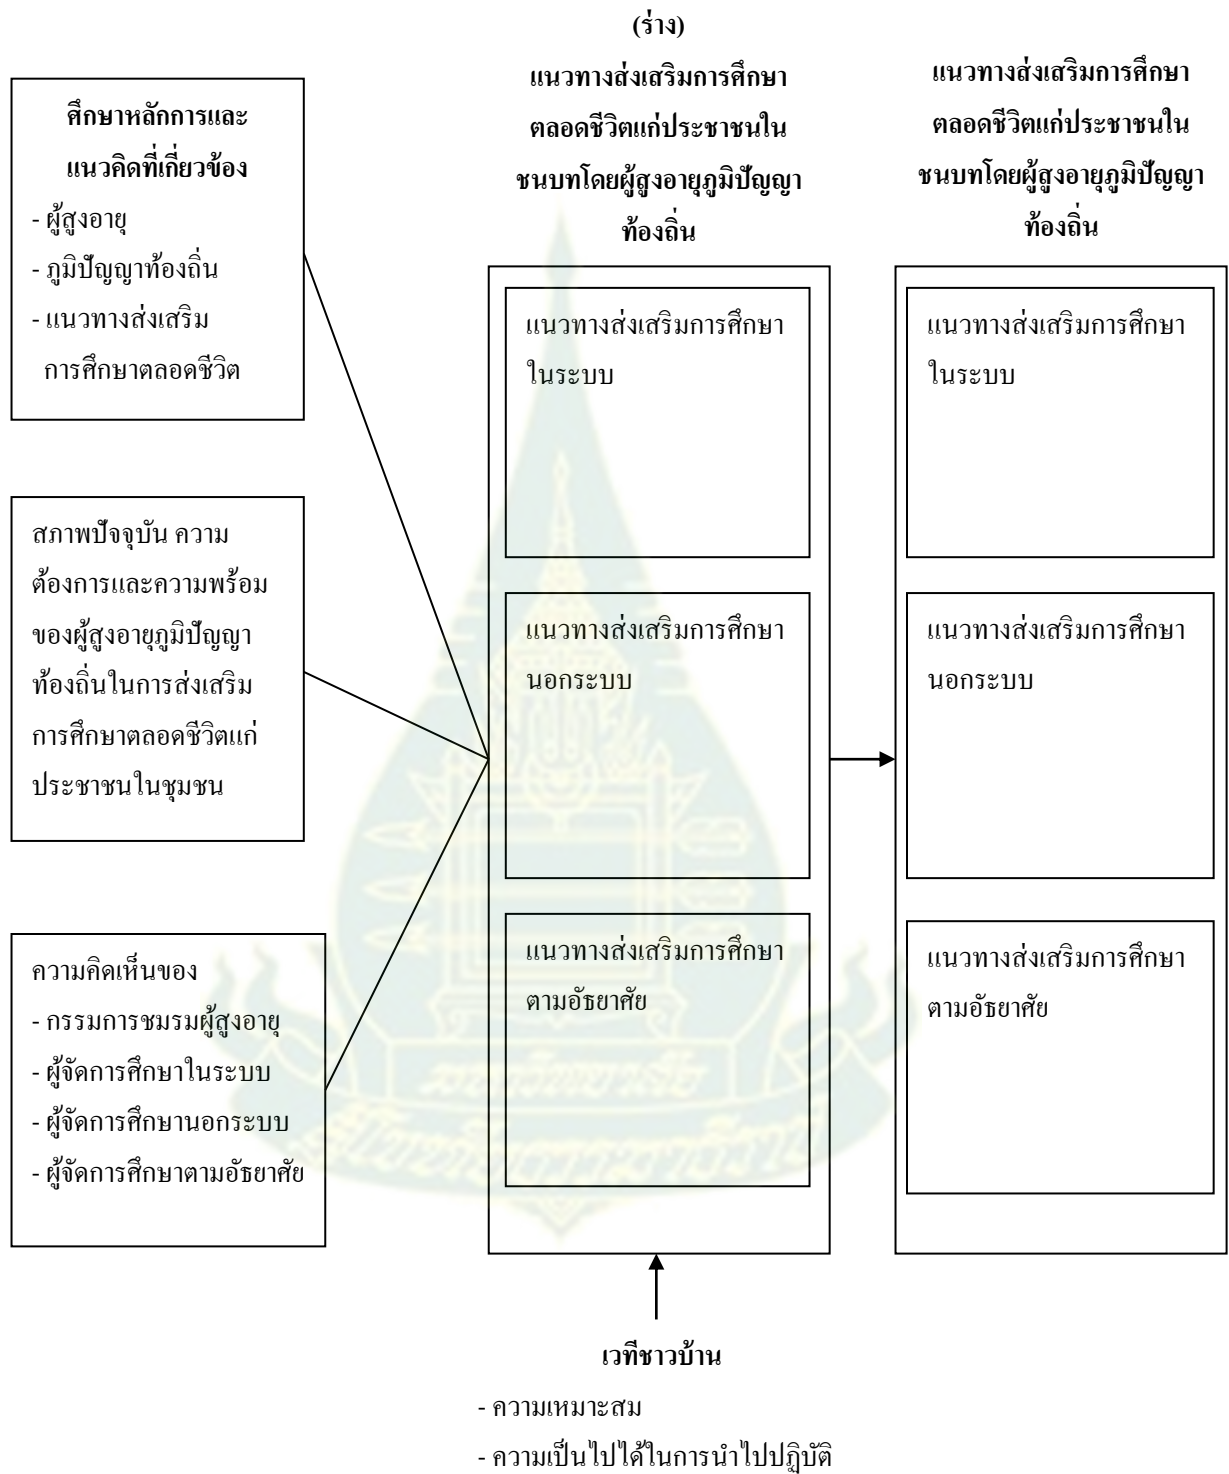 ศึกษาหลักการและ
แนวคิดที่เกี่ยวข้อง
- ผู้สูงอายุ
- ภูมิปัญญาท้องถิ่น
- แนวทางส่งเสริม
การศึกษาตลอดชีวิต
สภาพปัจจุบัน ความ
ต้องการและความพร้อม
ของผู้สูงอายุภูมิปัญญา
ท้องถิ่นในการส่งเสริม
การศึกษาตลอดชีวิตแก่
ประชาชนในชุมชน
ความคิดเห็นของ
- กรรมการชมรมผู้สูงอายุ
- ผู้จัดการศึกษาในระบบ
- ผู้จัดการศึกษานอกระบบ
- ผู้จัดการศึกษาตามอัธยาศัย
(ร่าง)
แนวทางส่งเสริมการศึกษา
ตลอดชีวิตแก่ประชาชนใน
ชนบทโดยผู้สูงอายุภูมิปัญญา
ท้องถิ่น
แนวทางส่งเสริมการศึกษา
ในระบบ
แนวทางส่งเสริมการศึกษา
นอกระบบ
แนวทางส่งเสริมการศึกษา
ตามอัธยาศัย
แนวทางส่งเสริมการศึกษา
ตลอดชีวิตแก่ประชาชนใน
ชนบทโดยผู้สูงอายุภูมิปัญญา
ท้องถิ่น
แนวทางส่งเสริมการศึกษา
ในระบบ
แนวทางส่งเสริมการศึกษา
นอกระบบ
แนวทางส่งเสริมการศึกษา
ตามอัธยาศัย
เวทีชาวบ้าน
- ความเหมาะสม
- ความเป็นไปได้ในการนำไปปฏิบัติ
มหาวิทยาลัย
สุโขทัยธรรมาธิราช